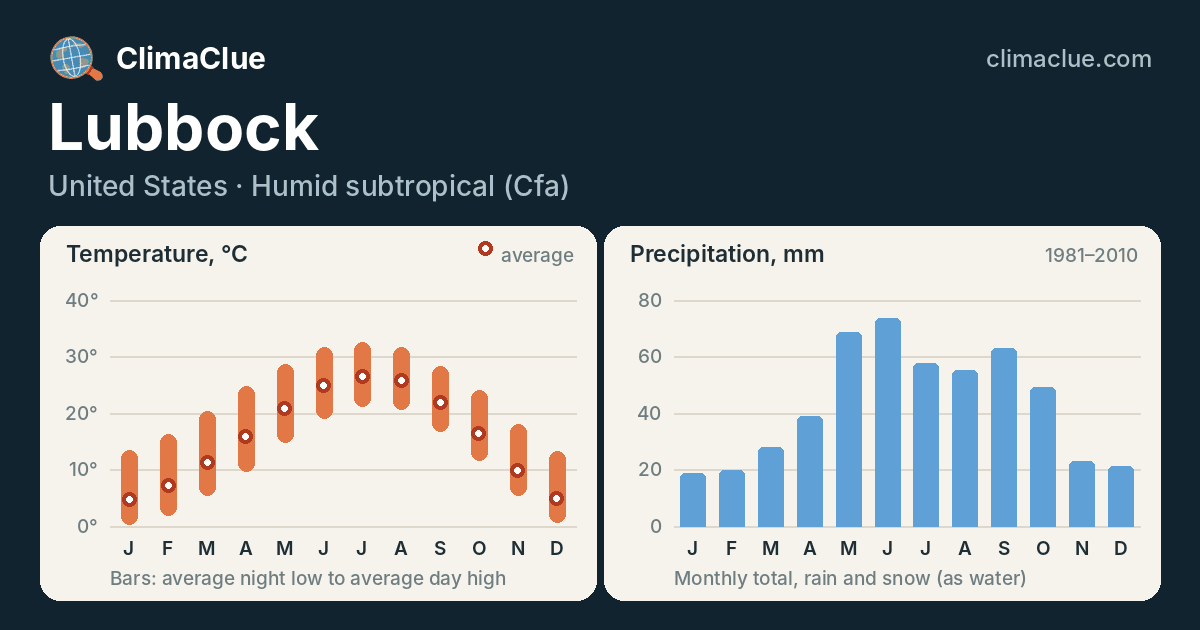 ClimaClue
climaclue.com
Lubbock
United States · Humid subtropical (Cfa)
Temperature, °C
average
40°
30°
20°
10°
0°
J F M A M J J A S O N D
Bars: average night low to average day high
Precipitation, mm
1981–2010
80
60
40
20
0
J F M A M J J A S O N D
Monthly total, rain and snow (as water)